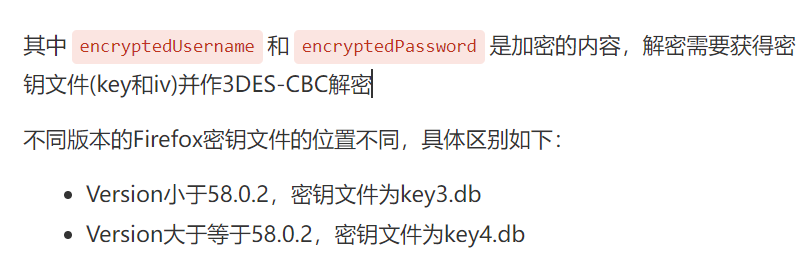 其中 encryptedUsername 和 encryptedPassword 是加密的内容，解密需要获得密
钥文件(key和iv)并作3DES-CBC解密
不同版本的Firefox密钥文件的位置不同，具体区别如下：
• Version小于58.0.2，密钥文件为key3.db
• Version大于等于58.0.2，密钥文件为key4.db